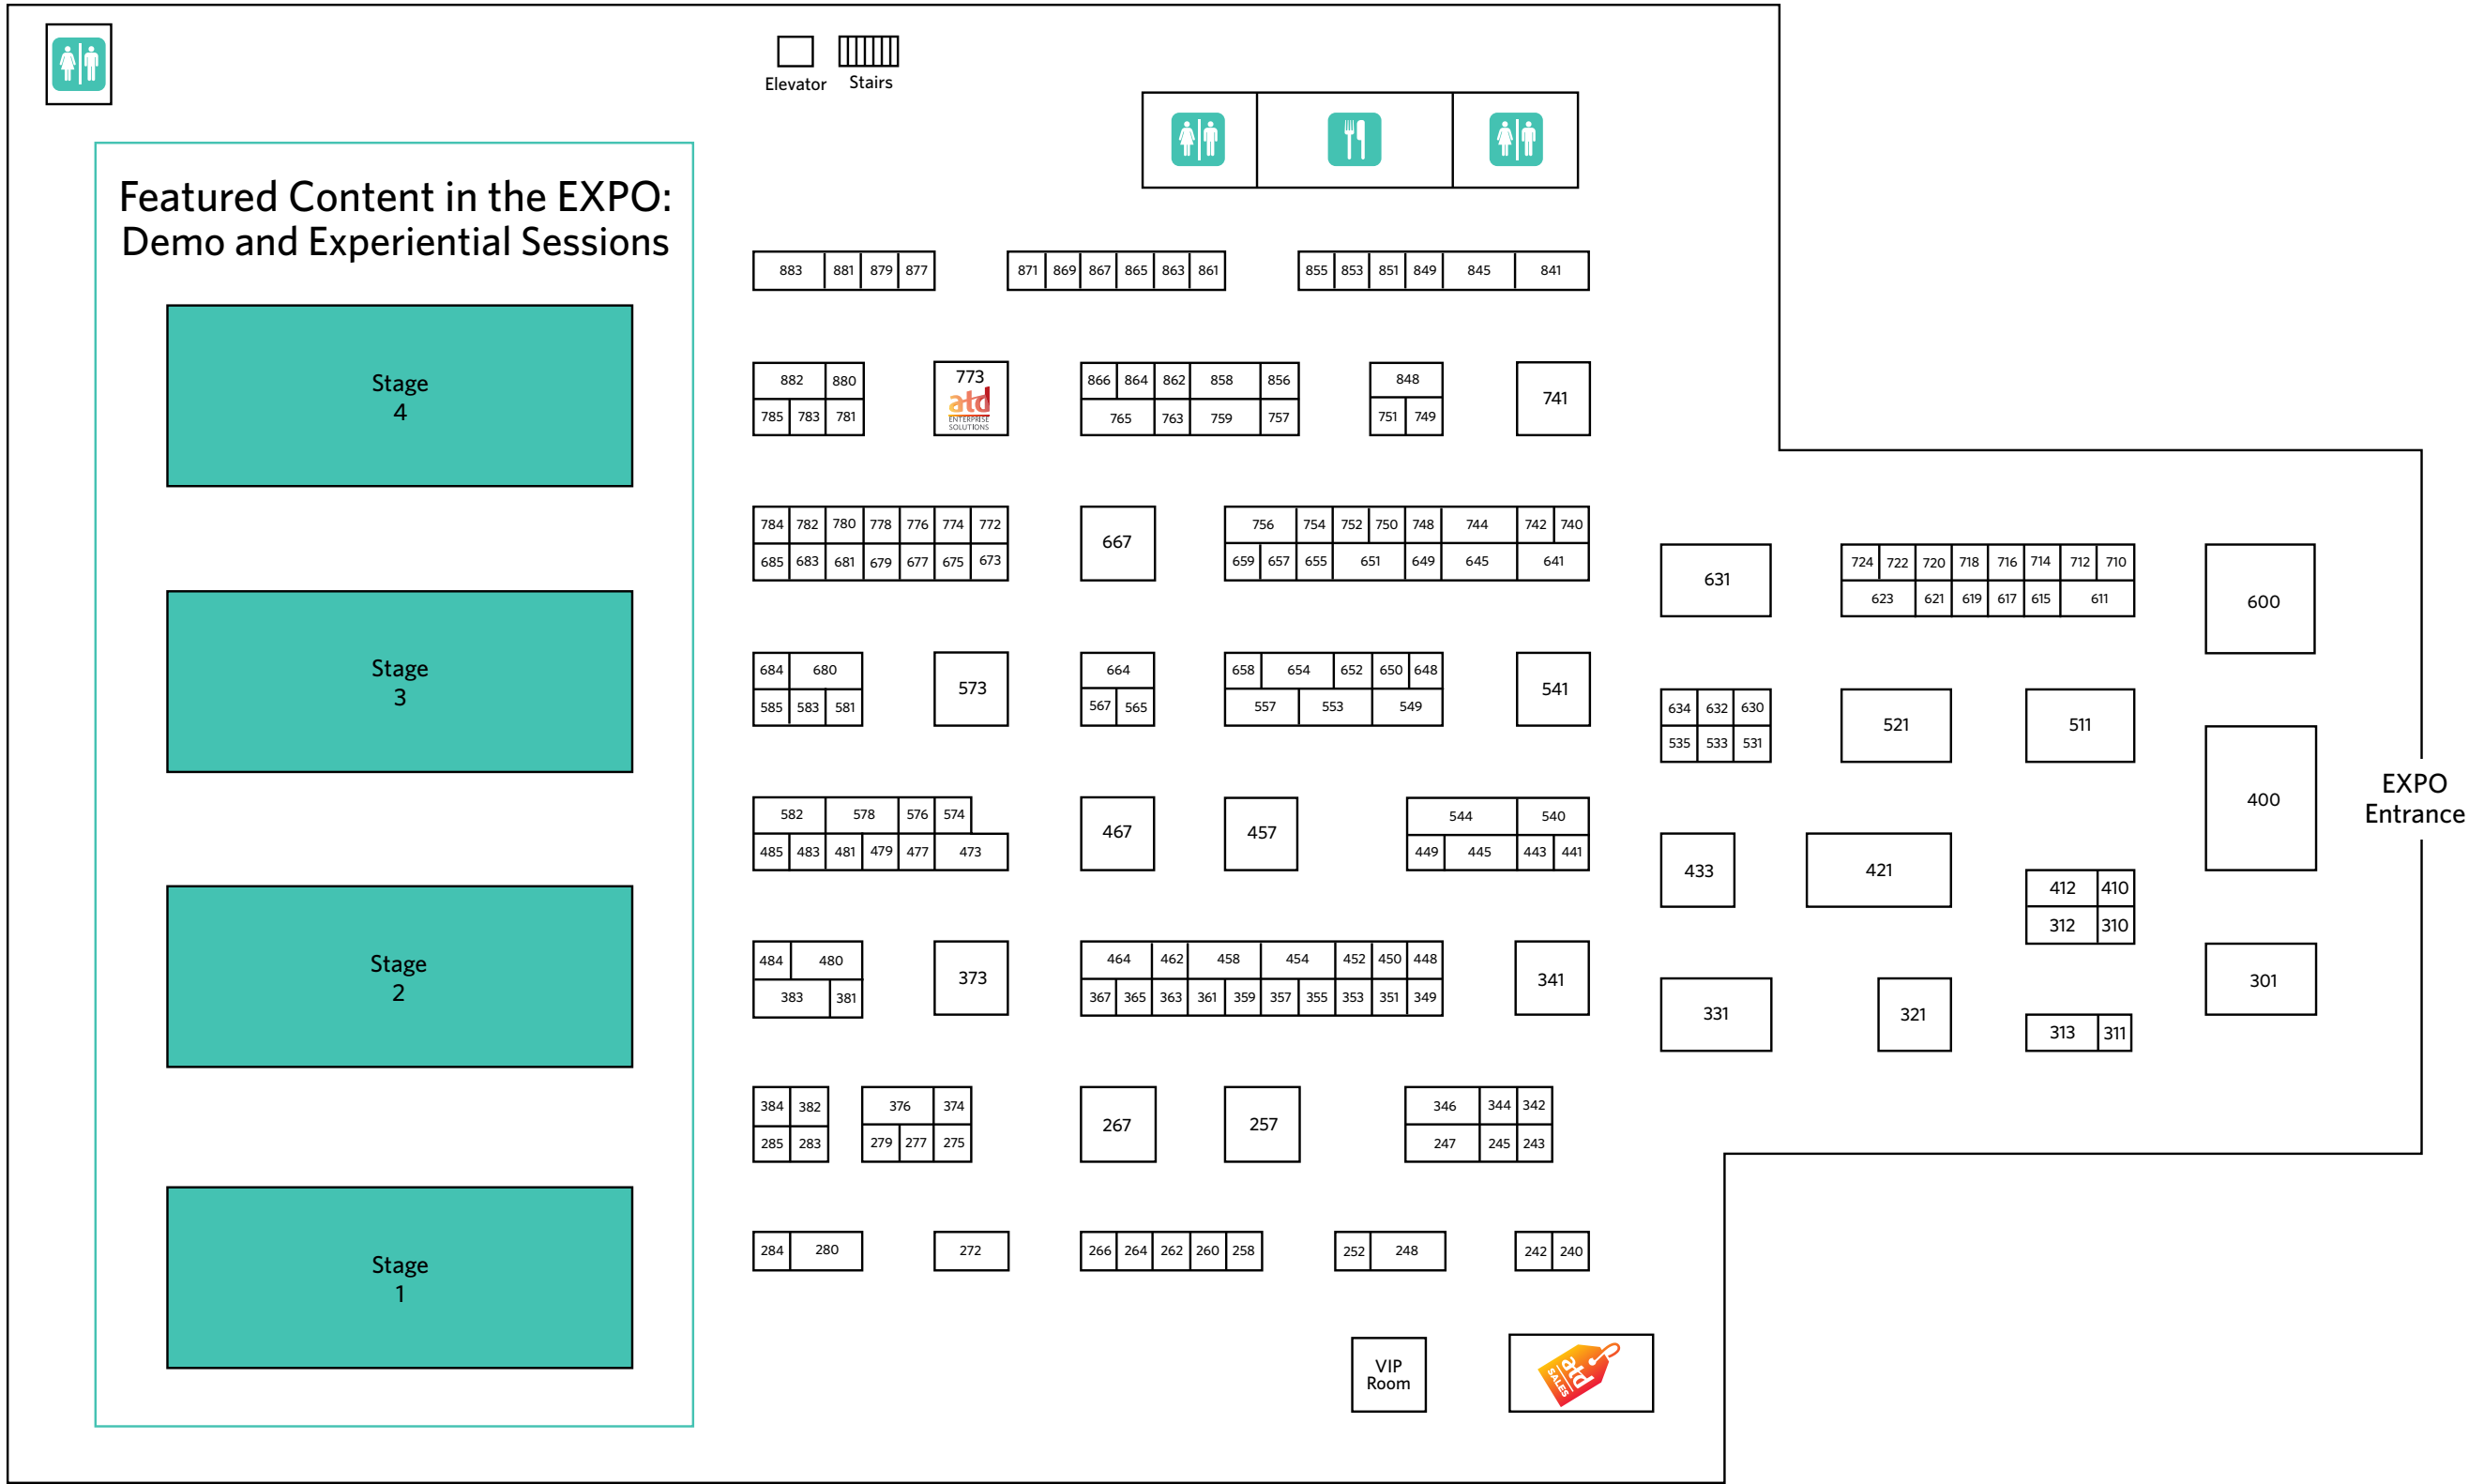 Elevator Stairs
Featured Content in the EXPO:
Demo and Experiential Sessions
883 881 879 877 871 869 867 865 863 861 855 853 851 849 845 841
Stage
4
882 880 773 866 864 862 858 856 848 741
atd
ENTERPRISE
SOLUTIONS
785 783 781 765 763 759 757 751 749
784 782 780 778 776 774 772 667 756 754 752 750 748 744 742 740
685 683 681 679 677 675 673 659 657 655 651 649 645 641
631 724 722 720 718 716 714 712 710 600
623 621 619 617 615 611
Stage
3
684 680 573 664 658 654 652 650 648 541
585 583 581 567 565 557 553 549
634 632 630 521 511
535 533 531
EXPO
Entrance
400
582 578 576 574 467 457 544 540
485 483 481 479 477 473 449 445 443 441
433 421 412 410
312 310
Stage
2
484 480 373 464 462 458 454 452 450 448 341
383 381 367 365 363 361 359 357 355 353 351 349
301
331 321 313 311
384 382 376 374 267 257 346 344 342
285 283 279 277 275 247 245 243
Stage
1
284 280 272 266 264 262 260 258 252 248 242 240
VIP
Room
atd
SALES